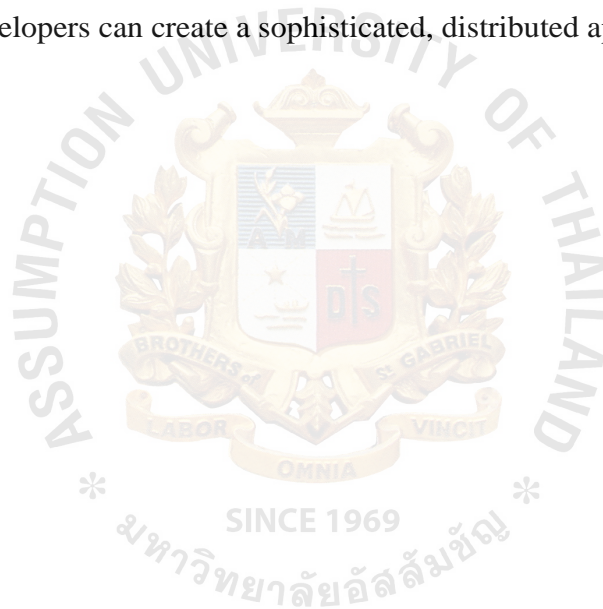 elopers can create a sophisticated, distributed ap
ASSUMPTION UNIVERSITY OF THAILAND
A M
D S
BROTHERS of St GABRIEL
LABOR
VINCIT
OMNIA
SINCE 1969
* มหาวิทยาลัยอัสสัมชัญ *